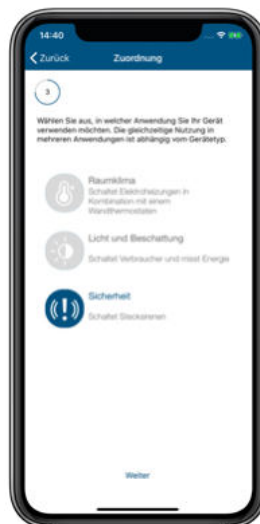 14:40
Zurück
Zuordnung
3
Wählen Sie aus, in welcher Anwendung Sie Ihr Gerät
verwenden möchten. Die gleichzeitige Nutzung in
mehreren Anwendungen ist abhängig vom Gerätetyp.
Raumklima
Schaltet Elektroheizungen in
Kombination mit einem
Wandthermostaten
Licht und Beschattung
Schaltet Verbraucher und misst Energie
Sicherheit
Schaltet Stecksirenen
Weiter